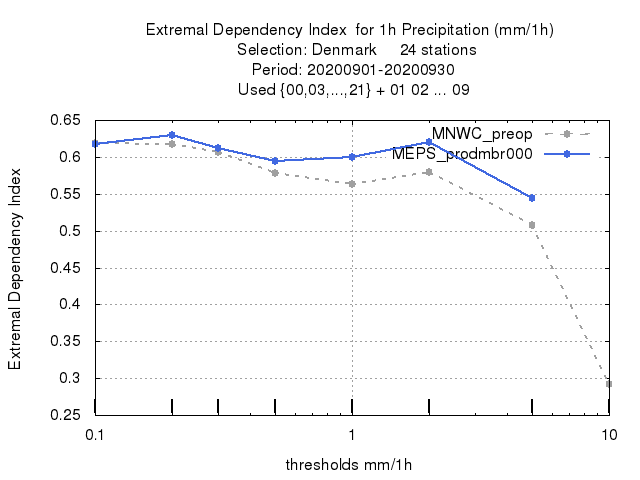 Extremal Dependency Index  for 1h Precipitation (mm/1h)
Selection: Denmark     24 stations
Period: 20200901-20200930
Used {00,03,...,21} + 01 02 ... 09
MNWC_preop
MEPS_prodmbr000
Extremal Dependency Index
0.65
0.6
0.55
0.5
0.45
0.4
0.35
0.3
0.25
0.1
1
10
thresholds mm/1h